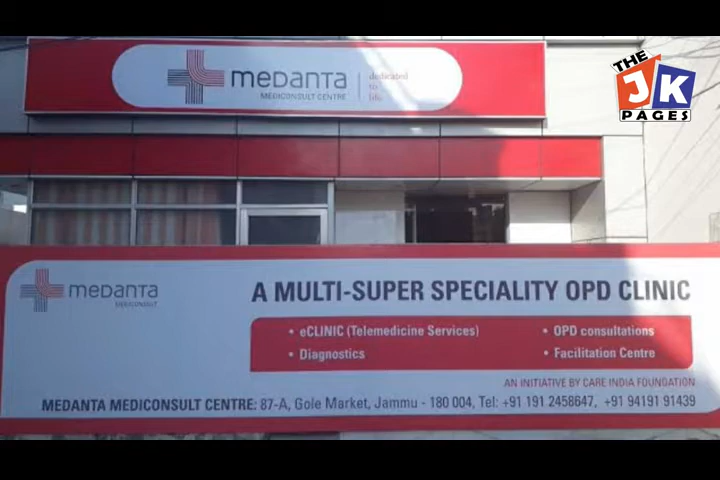 THE
JK
PAGES
medanta
MEDICONSULT CENTRE
dedicated
to
life
medanta
MEDICONSULT
A MULTI-SUPER SPECIALITY OPD CLINIC
• eCLINIC (Telemedicine Services)
• OPD consultations
• Diagnostics
• Facilitation Centre
AN INITIATIVE BY CARE INDIA FOUNDATION
MEDANTA MEDICONSULT CENTRE: 87-A, Gole Market, Jammu - 180 004, Tel: +91 191 2458647, +91 94191 91439